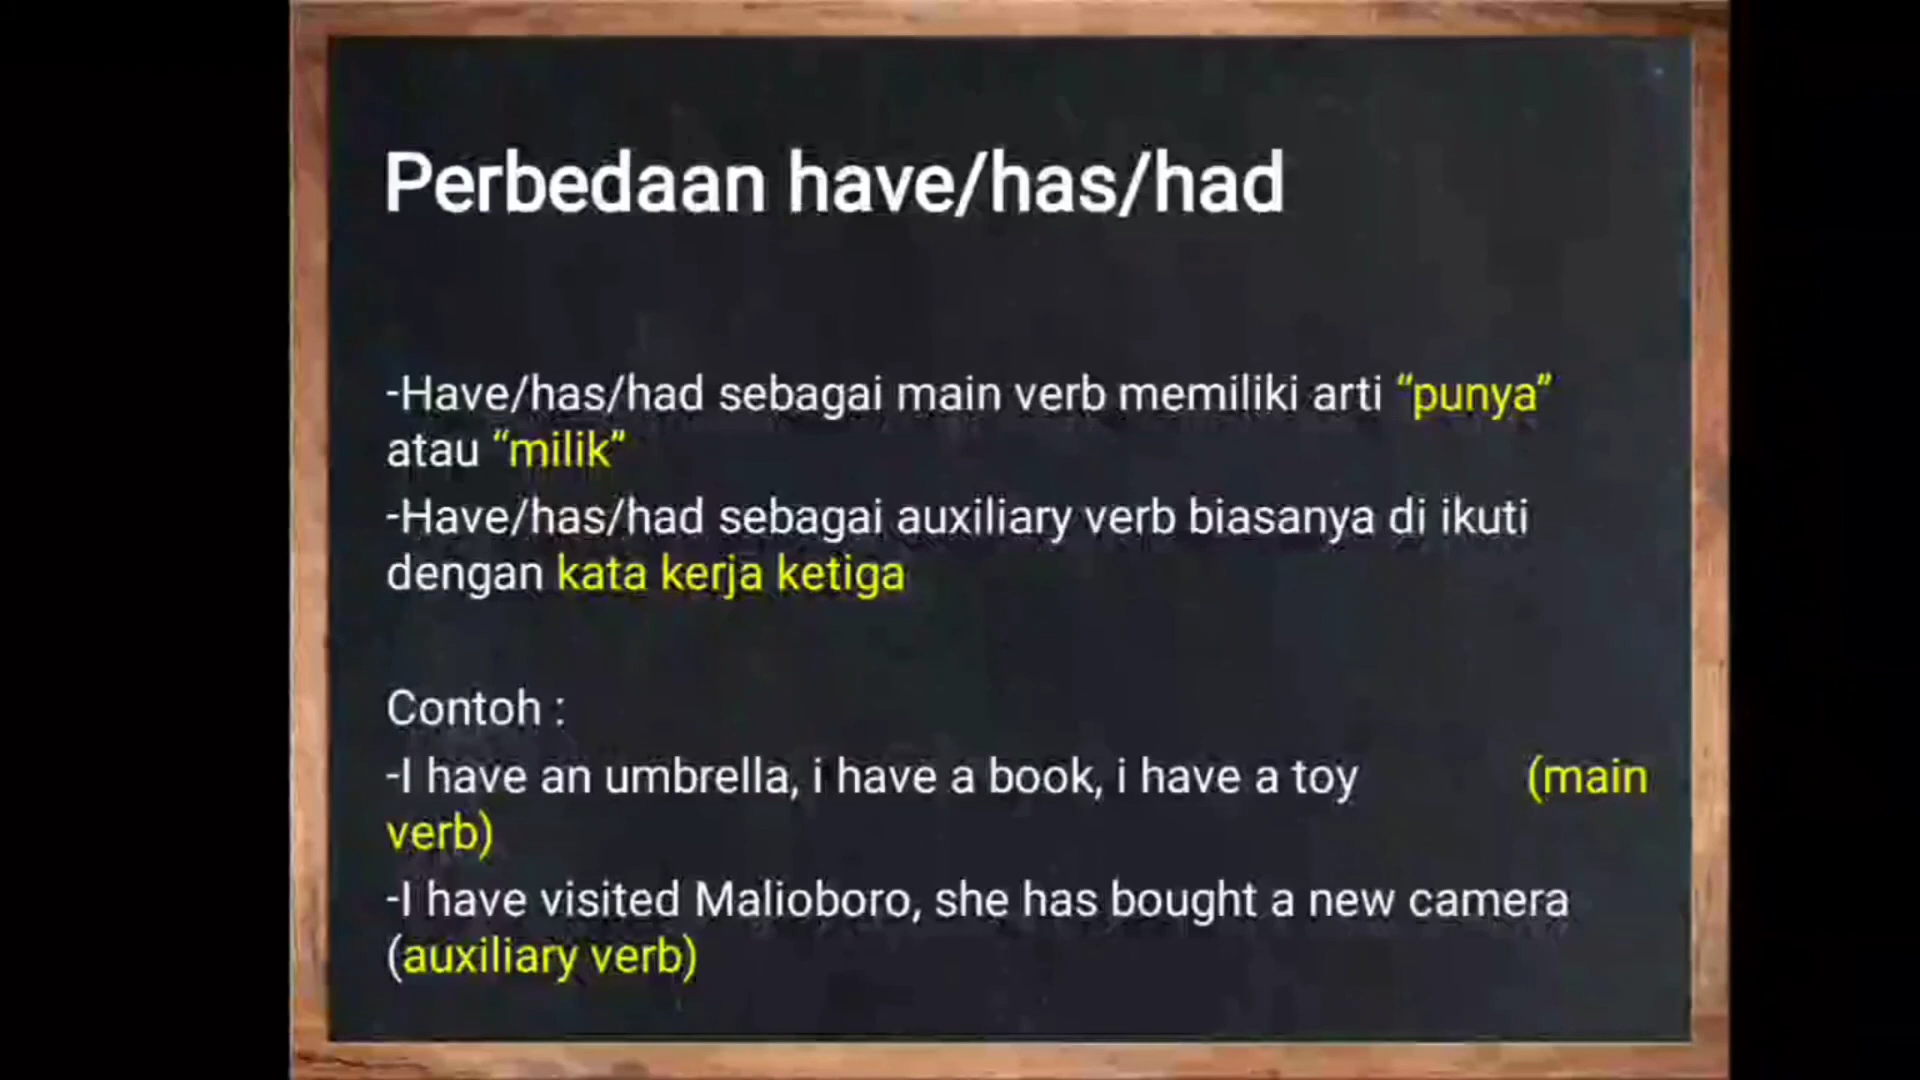 Perbedaan have/has/had
-Have/has/had sebagai main verb memiliki arti “punya”
atau “milik”
-Have/has/had sebagai auxiliary verb biasanya di ikuti
dengan kata kerja ketiga
Contoh :
-I have an umbrella, i have a book, i have a toy (main
verb)
-I have visited Malioboro, she has bought a new camera
(auxiliary verb)